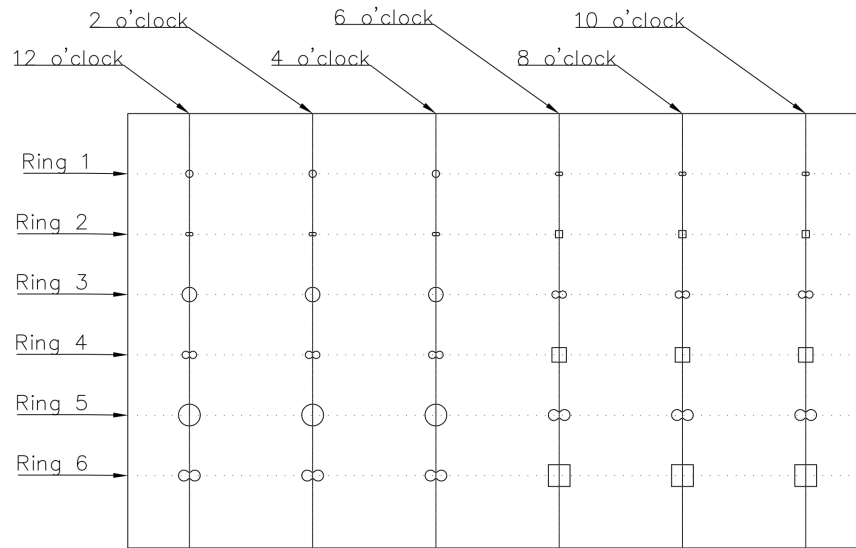 2 o'clock
6 o'clock
10 o'clock
12 o'clock
4 o'clock
8 o'clock
Ring 1
Ring 2
Ring 3
Ring 4
Ring 5
Ring 6